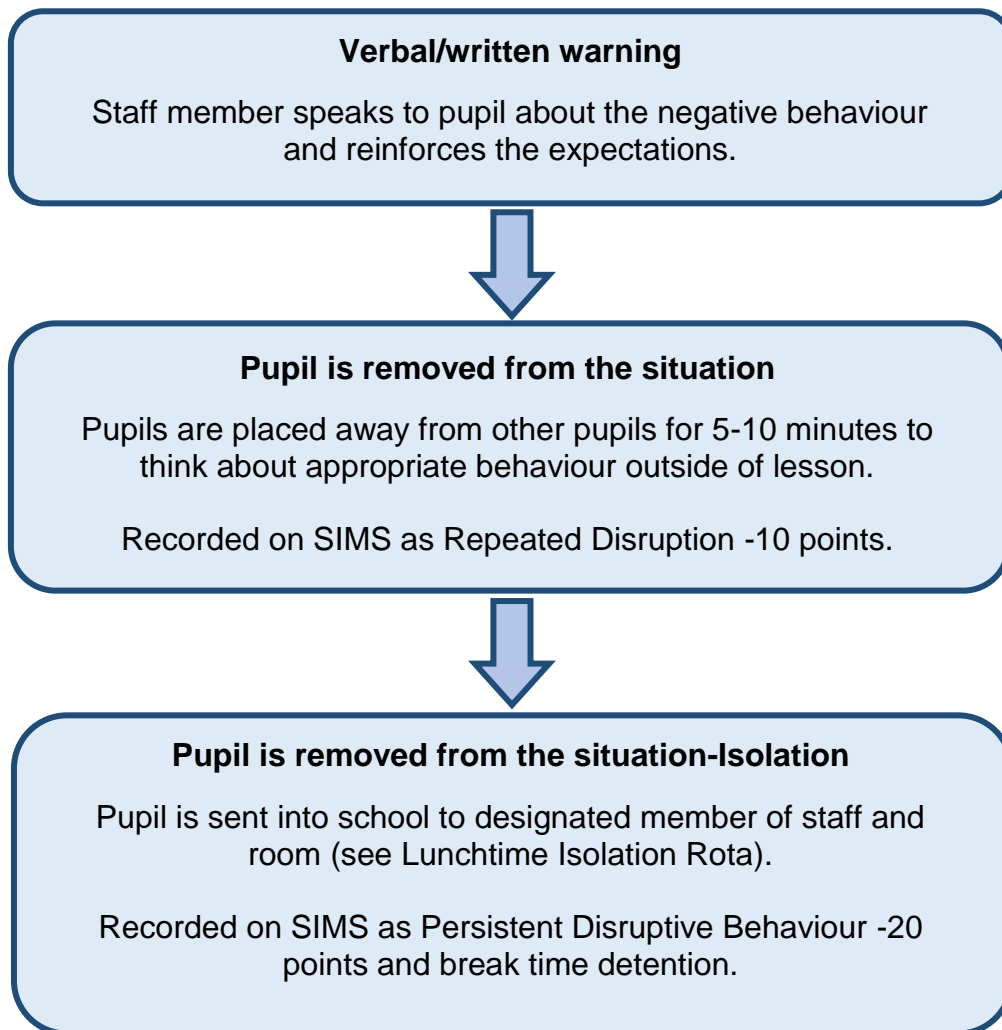 Verbal/written warning
Staff member speaks to pupil about the negative behaviour
and reinforces the expectations.
Pupil is removed from the situation
Pupils are placed away from other pupils for 5-10 minutes to
think about appropriate behaviour outside of lesson.
Recorded on SIMS as Repeated Disruption -10 points.
Pupil is removed from the situation-Isolation
Pupil is sent into school to designated member of staff and
room (see Lunchtime Isolation Rota).
Recorded on SIMS as Persistent Disruptive Behaviour -20
points and break time detention.